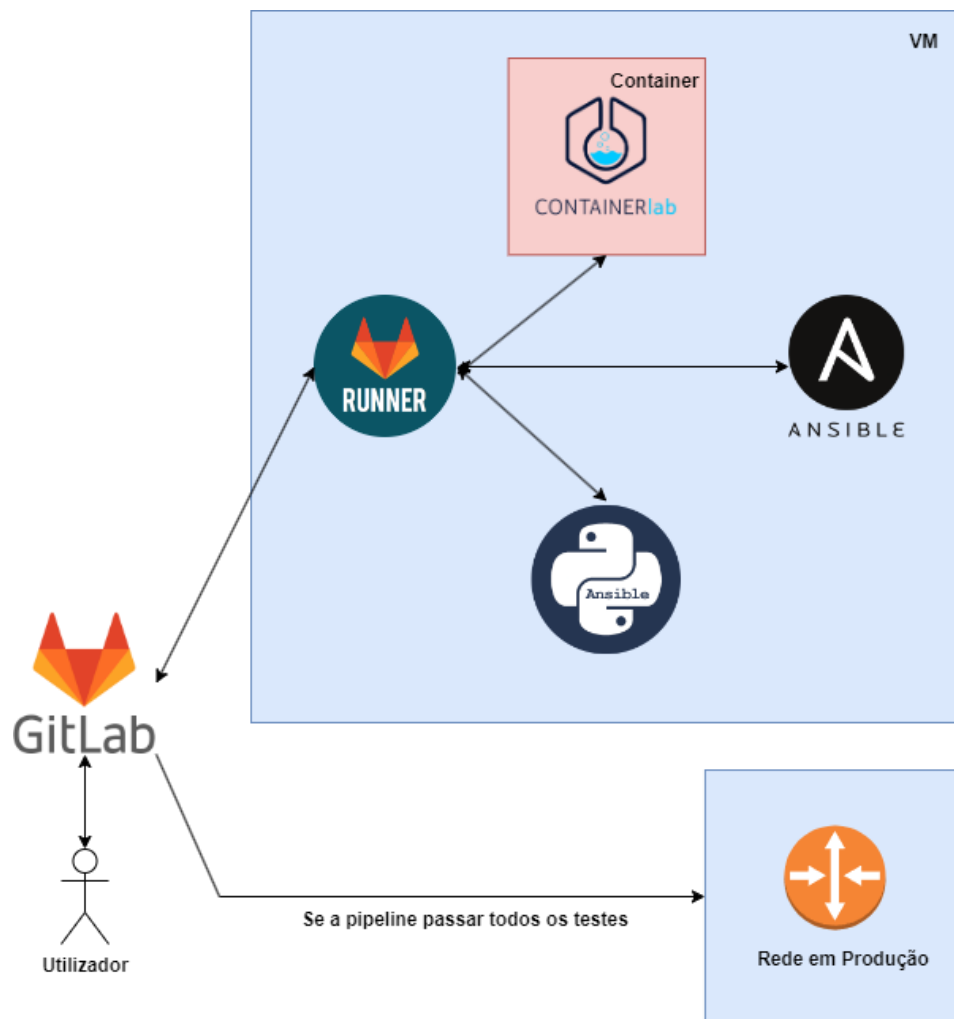 VM
Container
CONTAINERlab
RUNNER
ANSIBLE
Ansible
GitLab
Se a pipeline passar todos os testes
Utilizador
Rede em Produção